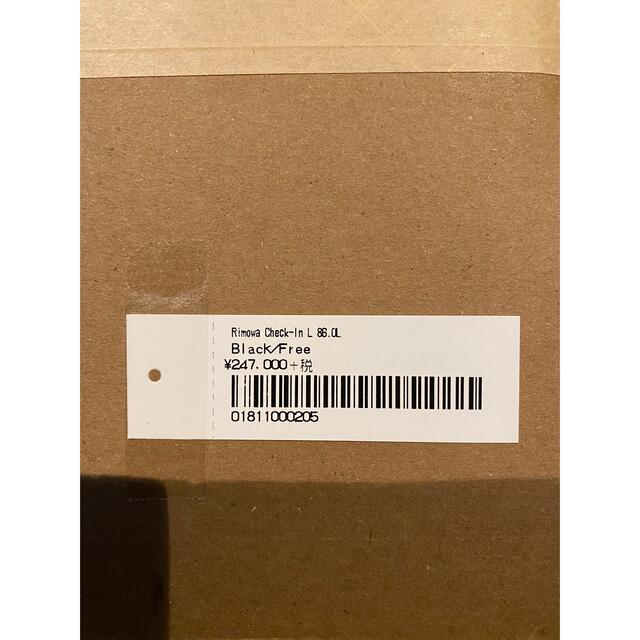 Rimowa Check-In L 86.0L
Black/Free
¥247,000+税
01811000205